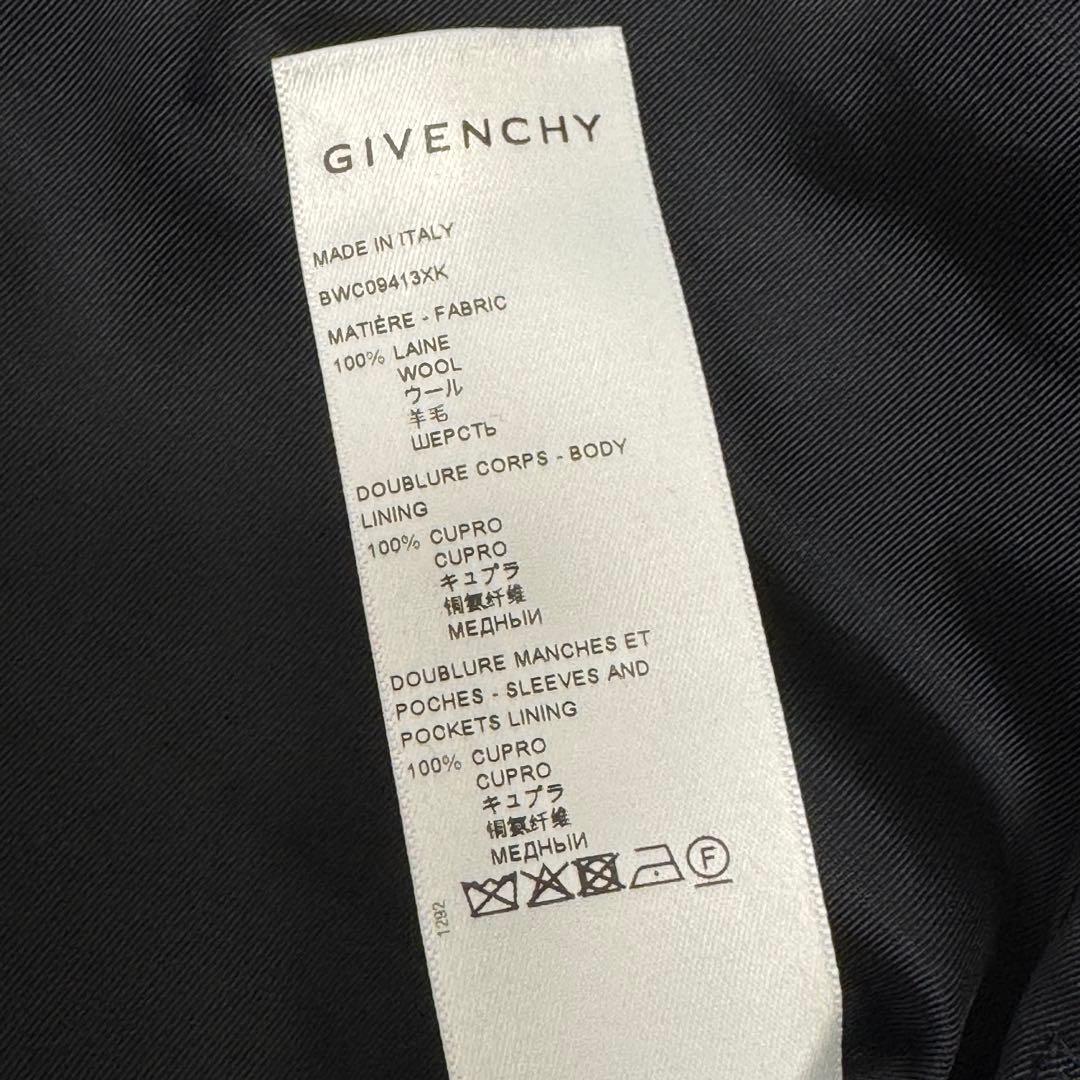 GIVENCHY
MADE IN ITALY
BWC09413XK
MATIÈRE - FABRIC
100% LAINE
WOOL
ウール
羊毛
ШЕРСТЬ
DOUBLURE CORPS - BODY
LINING
100% CUPRO
CUPRO
キュプラ
铜氨纤维
МЕДНЫЙ
DOUBLURE MANCHES ET
POCHES - SLEEVES AND
POCKETS LINING
100% CUPRO
CUPRO
キュプラ
铜氨纤维
МЕДНЫЙ
F
1292